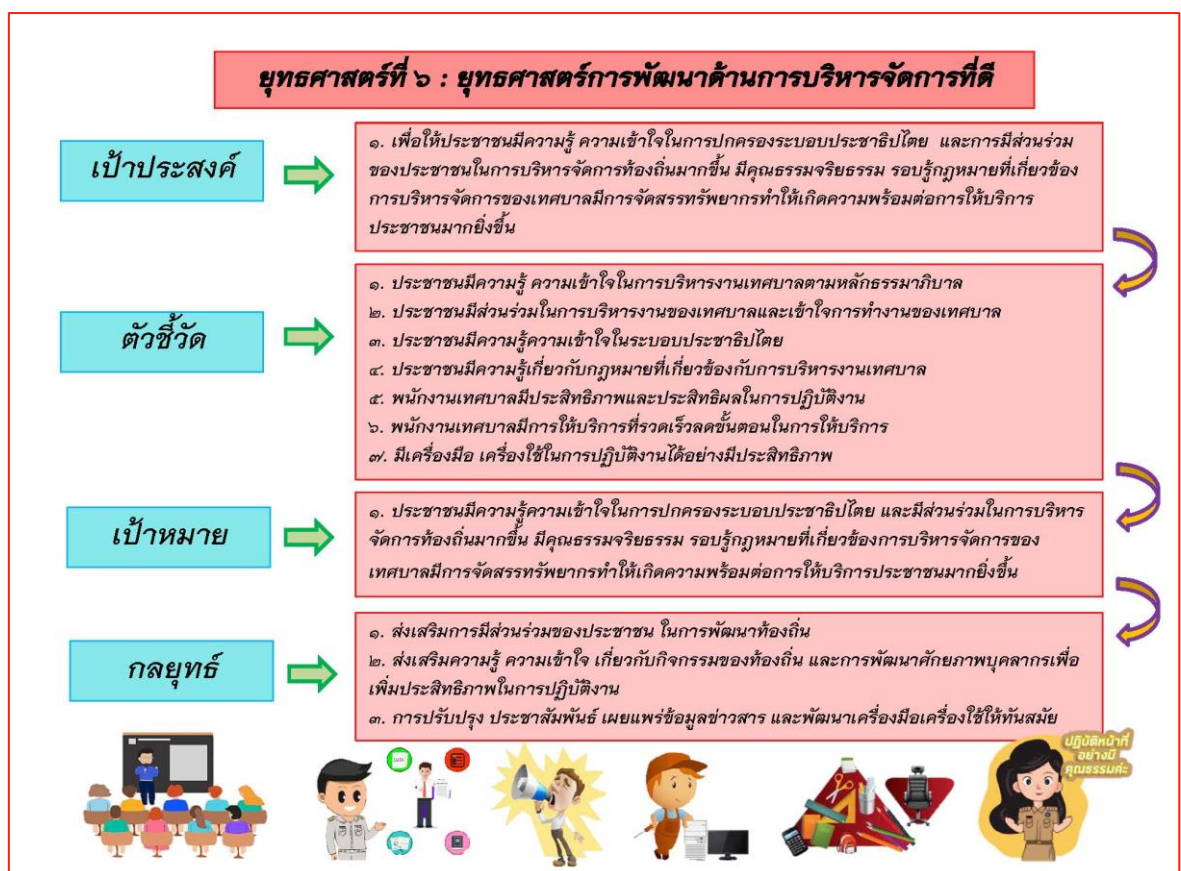 ยุทธศาสตร์ที่ ๖ : ยุทธศาสตร์การพัฒนาด้านการบริหารจัดการที่ดี
เป้าประสงค์
๑. เพื่อให้ประชาชนมีความรู้ ความเข้าใจในการปกครองระบอบประชาธิปไตย และการมีส่วนร่วม
ของประชาชนในการบริหารจัดการท้องถิ่นมากขึ้น มีคุณธรรมจริยธรรม รอบรู้กฎหมายที่เกี่ยวข้อง
การบริหารจัดการของเทศบาลมีการจัดสรรทรัพยากรทำให้เกิดความพร้อมต่อการให้บริการ
ประชาชนมากยิ่งขึ้น
ตัวชี้วัด
๑. ประชาชนมีความรู้ ความเข้าใจในการบริหารงานเทศบาลตามหลักธรรมาภิบาล
๒. ประชาชนมีส่วนร่วมในการบริหารงานของเทศบาลและเข้าใจการทำงานของเทศบาล
๓. ประชาชนมีความรู้ความเข้าใจในระบอบประชาธิปไตย
๔. ประชาชนมีความรู้เกี่ยวกับกฎหมายที่เกี่ยวข้องกับการบริหารงานเทศบาล
๕. พนักงานเทศบาลมีประสิทธิภาพและประสิทธิผลในการปฏิบัติงาน
๖. พนักงานเทศบาลมีการให้บริการที่รวดเร็วลดขั้นตอนในการให้บริการ
๗. มีเครื่องมือ เครื่องใช้ในการปฏิบัติงานได้อย่างมีประสิทธิภาพ
เป้าหมาย
๑. ประชาชนมีความรู้ความเข้าใจในการปกครองระบอบประชาธิปไตย และมีส่วนร่วมในการบริหาร
จัดการท้องถิ่นมากขึ้น มีคุณธรรมจริยธรรม รอบรู้กฎหมายที่เกี่ยวข้องการบริหารจัดการของ
เทศบาลมีการจัดสรรทรัพยากรทำให้เกิดความพร้อมต่อการให้บริการประชาชนมากยิ่งขึ้น
กลยุทธ์
๑. ส่งเสริมการมีส่วนร่วมของประชาชน ในการพัฒนาท้องถิ่น
๒. ส่งเสริมความรู้ ความเข้าใจ เกี่ยวกับกิจกรรมของท้องถิ่น และการพัฒนาศักยภาพบุคลากรเพื่อ
เพิ่มประสิทธิภาพในการปฏิบัติงาน
๓. การปรับปรุง ประชาสัมพันธ์ เผยแพร่ข้อมูลข่าวสาร และพัฒนาเครื่องมือเครื่องใช้ให้ทันสมัย
ปฏิบัติหน้าที่
อย่างมี
คุณธรรมค่ะ